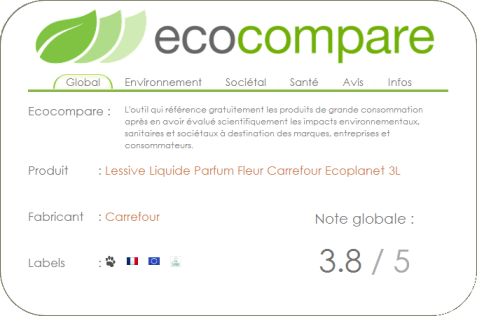 ecocompare
Global Environnement Sociétal Santé Avis Infos
Ecocompare : L'outil qui référence gratuitement les produits de grande consommation
après en avoir évalué scientifiquement les impacts environnementaux,
sanitaires et sociétaux à destination des marques, entreprises et
consommateurs.
Produit : Lessive Liquide Parfum Fleur Carrefour Ecoplanet 3L
Fabricant : Carrefour
Note globale :
Labels :
3.8 / 5